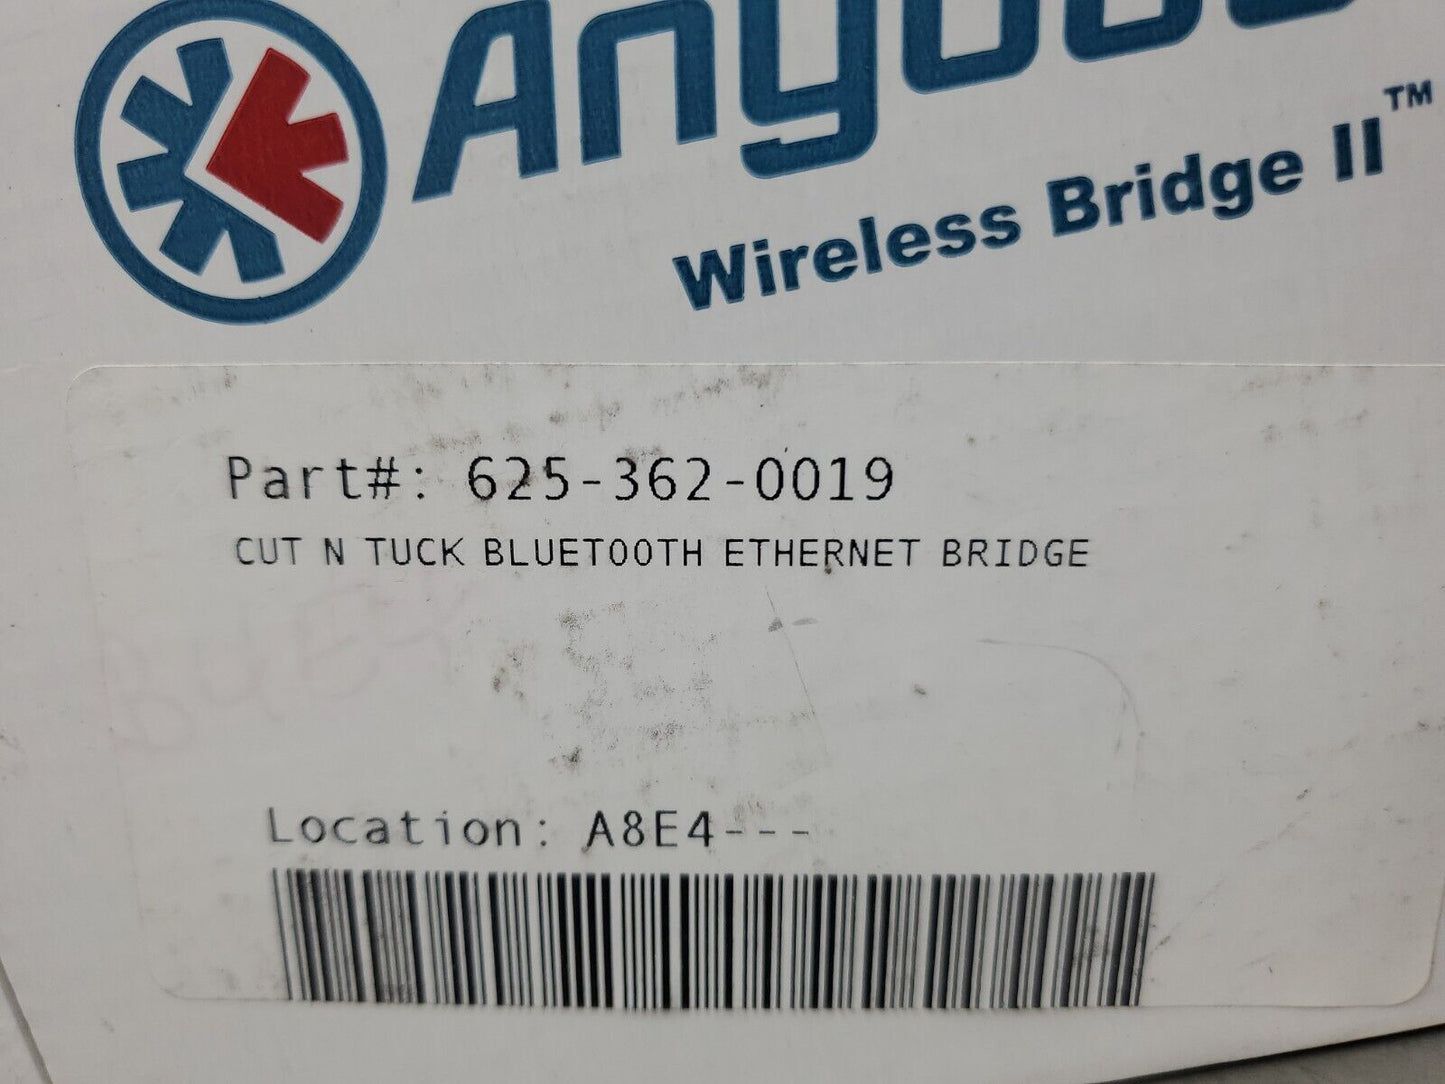 Wireless Bridge II™
Part#: 625-362-0019
CUT N TUCK BLUETOOTH ETHERNET BRIDGE
Location: A8E4---